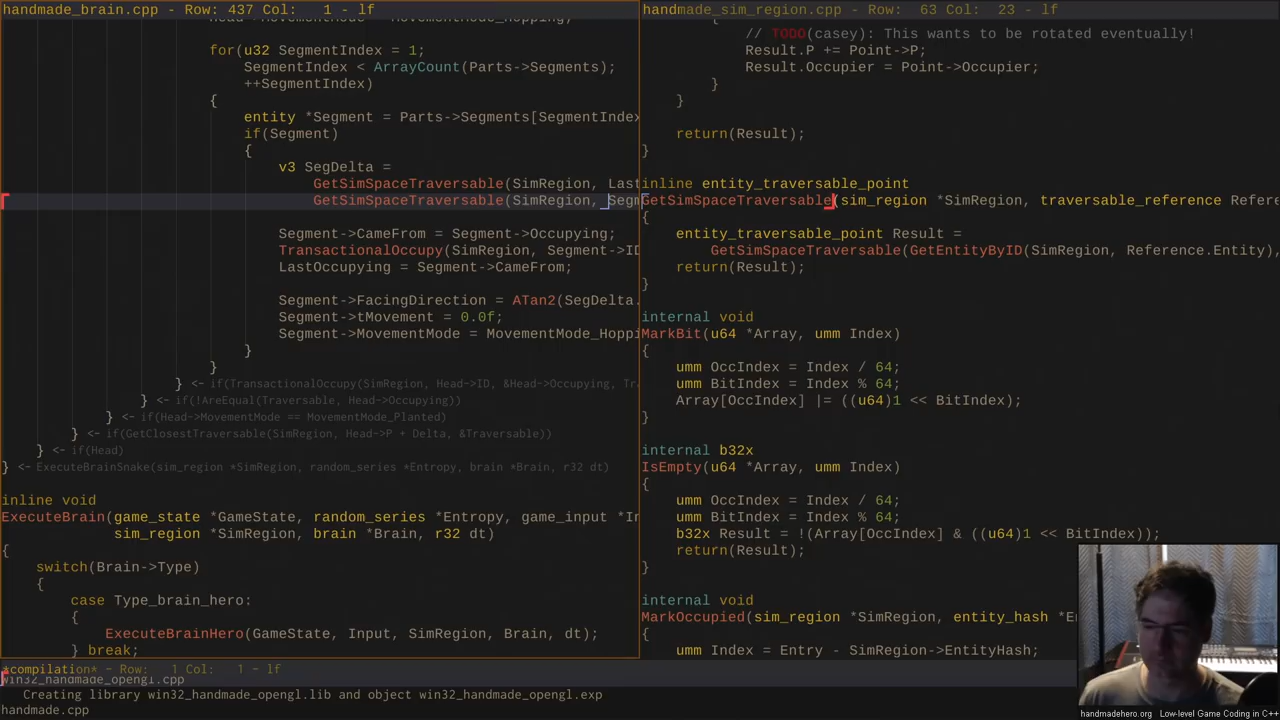 handmade_brain.cpp - Row: 437 Col: 1 - lf
for(u32 SegmentIndex = 1;
SegmentIndex < ArrayCount(Parts->Segments);
++SegmentIndex)
{
entity *Segment = Parts->Segments[SegmentIndex
if(Segment)
{
v3 SegDelta =
GetSimSpaceTraversable(SimRegion, Last
GetSimSpaceTraversable(SimRegion, Segm
Segment->CameFrom = Segment->Occupying;
TransactionalOccupy(SimRegion, Segment->ID
LastOccupying = Segment->CameFrom;
Segment->FacingDirection = ATan2(SegDelta.
Segment->tMovement = 0.0f;
Segment->MovementMode = MovementMode_Hoppi
}
}
} <- if(TransactionalOccupy(SimRegion, Head->ID, &Head->Occupying, Tra
} <- if(!AreEqual(Traversable, Head->Occupying))
} <- if(Head->MovementMode == MovementMode_Planted)
} <- if(GetClosestTraversable(SimRegion, Head->P + Delta, &Traversable))
} <- if(Head)
} <- ExecuteBrainSnake(sim_region *SimRegion, random_series *Entropy, brain *Brain, r32 dt)
inline void
ExecuteBrain(game_state *GameState, random_series *Entropy, game_input *In
sim_region *SimRegion, brain *Brain, r32 dt)
{
switch(Brain->Type)
{
case Type_brain_hero:
{
ExecuteBrainHero(GameState, Input, SimRegion, Brain, dt);
} break;
handmade_sim_region.cpp - Row: 63 Col: 23 - lf
{
// TODO(casey): This wants to be rotated eventually!
Result.P += Point->P;
Result.Occupier = Point->Occupier;
}
}
return(Result);
}
inline entity_traversable_point
GetSimSpaceTraversable(sim_region *SimRegion, traversable_reference Refere
{
entity_traversable_point Result =
GetSimSpaceTraversable(GetEntityByID(SimRegion, Reference.Entity),
return(Result);
}
internal void
MarkBit(u64 *Array, umm Index)
{
umm OccIndex = Index / 64;
umm BitIndex = Index % 64;
Array[OccIndex] |= ((u64)1 << BitIndex);
}
internal b32x
IsEmpty(u64 *Array, umm Index)
{
umm OccIndex = Index / 64;
umm BitIndex = Index % 64;
b32x Result = !(Array[OccIndex] & ((u64)1 << BitIndex));
return(Result);
}
internal void
MarkOccupied(sim_region *SimRegion, entity_hash *En
{
umm Index = Entry - SimRegion->EntityHash;
*compilation* - Row: 1 Col: 1 - lf
win32_handmade_opengl.cpp
Creating library win32_handmade_opengl.lib and object win32_handmade_opengl.exp
handmade.cpp
handmadehero.org - Low-level Game Coding in C++